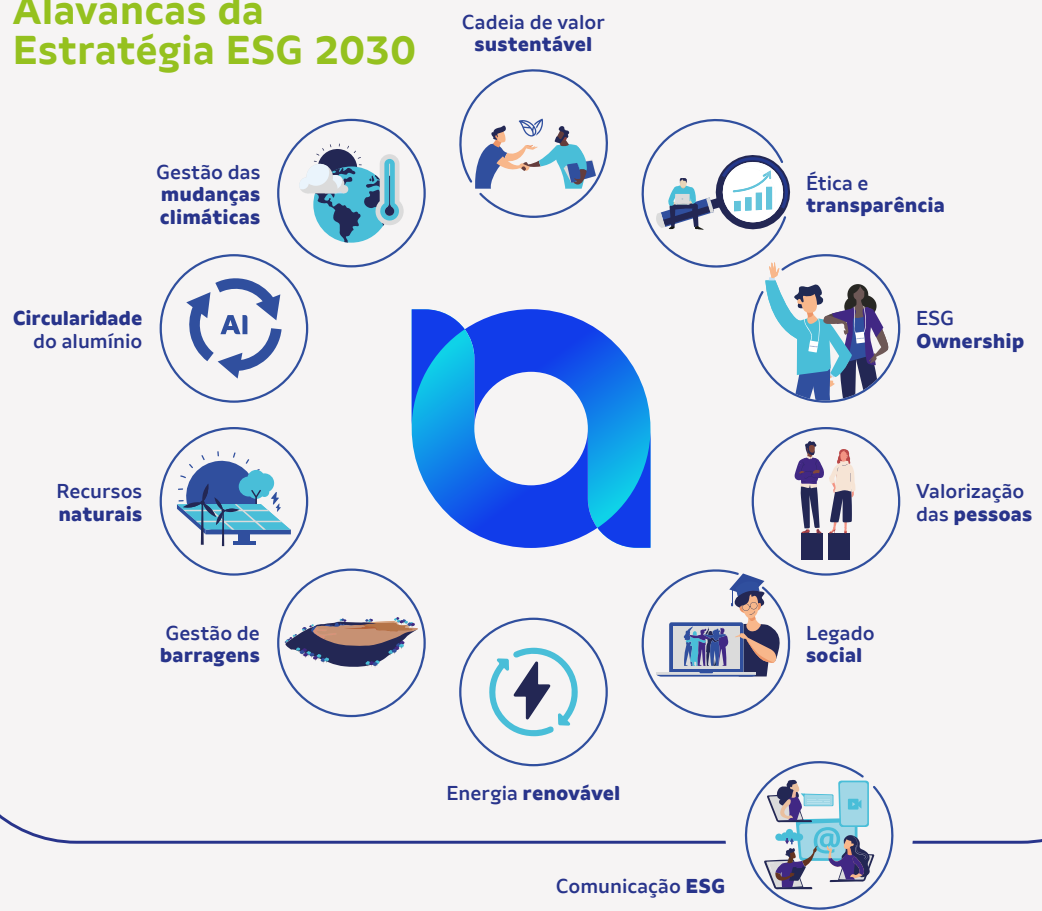 Alavancas da
Estratégia ESG 2030
Cadeia de valor
sustentável
Ética e
transparência
ESG
Ownership
Valorização
das pessoas
Legado
social
Energia renovável
Gestão de
barragens
Recursos
naturais
Circularidade
do alumínio
Al
Gestão das
mudanças
climáticas
@
Comunicação ESG